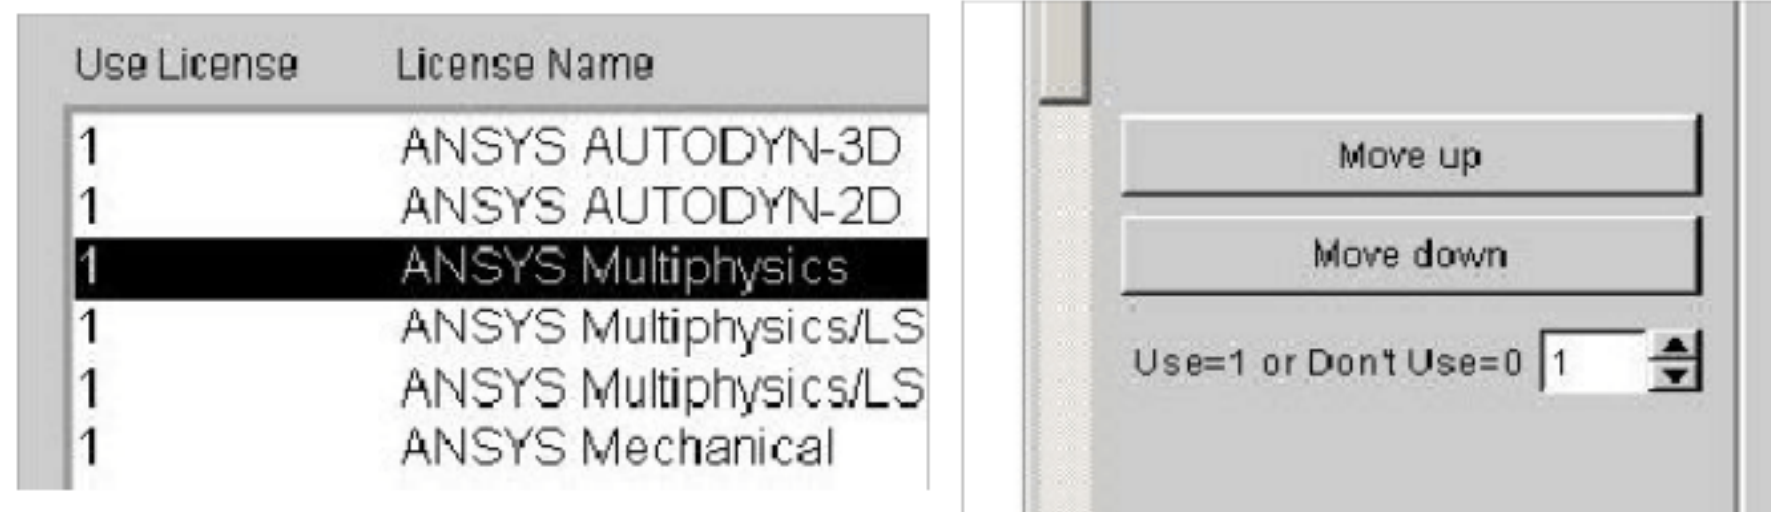 Use License License Name
1 ANSYS AUTODYN-3D
1 ANSYS AUTODYN-2D
1 ANSYS Multiphysics
1 ANSYS Multiphysics/LS
1 ANSYS Multiphysics/LS
1 ANSYS Mechanical
Move up
Move down
Use=1 or Don't Use=0 1